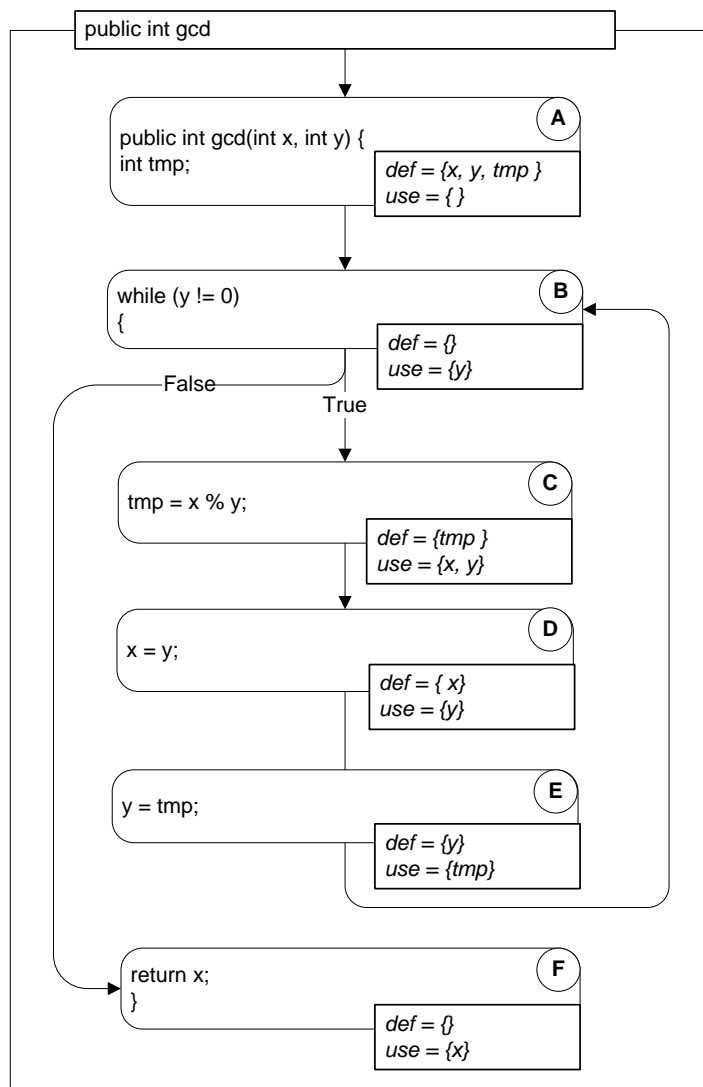 public int gcd
A
public int gcd(int x, int y) {
int tmp;
def = {x, y, tmp }
use = { }
B
while (y != 0)
{
def = {}
use = {y}
False
True
C
tmp = x % y;
def = {tmp }
use = {x, y}
D
x = y;
def = { x}
use = {y}
E
y = tmp;
def = {y}
use = {tmp}
F
return x;
}
def = {}
use = {x}